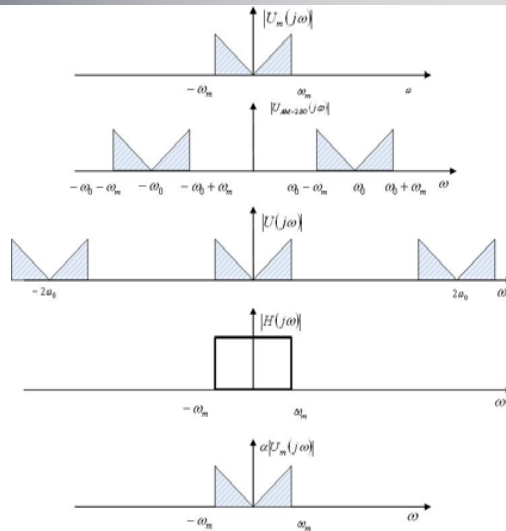 |U_m(jω)|
−ω_m ω_m ω
|U_AM-2BO(jω)|
−ω_0 − ω_m −ω_0 −ω_0 + ω_m ω_0 − ω_m ω_0 ω_0 + ω_m ω
|U(jω)|
−2ω_0 2ω_0 ω
|H(jω)|
−ω_m ω_m ω
α|U_m(jω)|
−ω_m ω_m ω